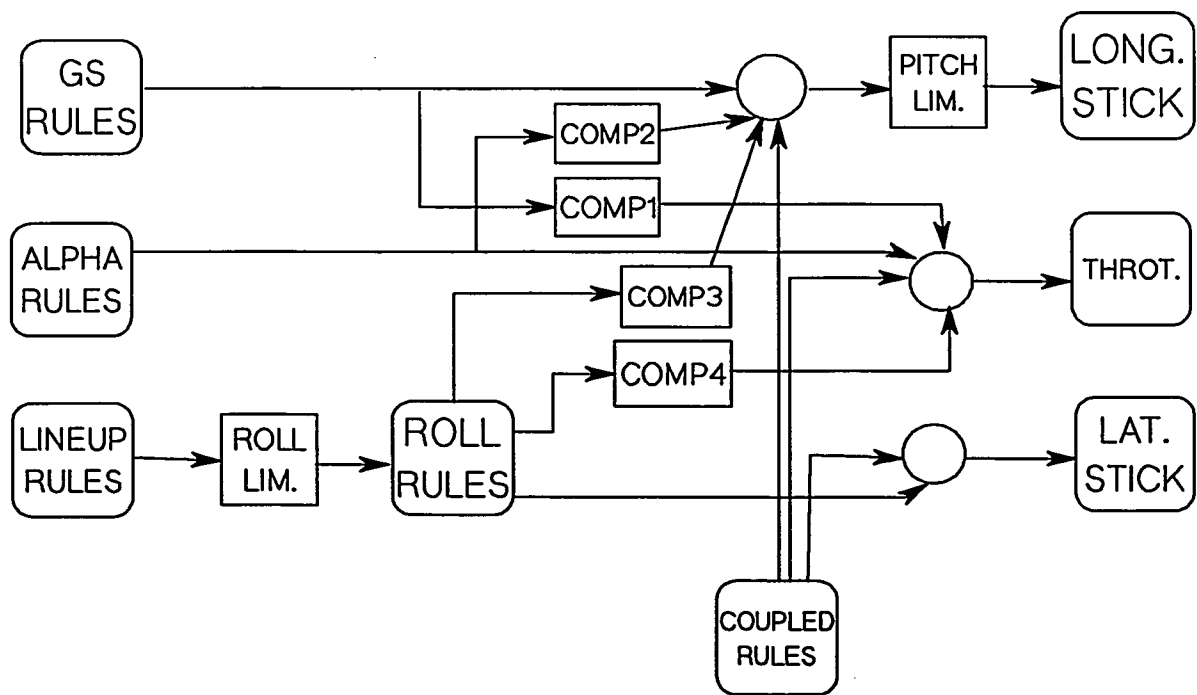 GS
RULES
PITCH
LIM.
LONG.
STICK
COMP2
COMP1
ALPHA
RULES
COMP3
THROT.
COMP4
LINEUP
RULES
ROLL
LIM.
ROLL
RULES
LAT.
STICK
COUPLED
RULES